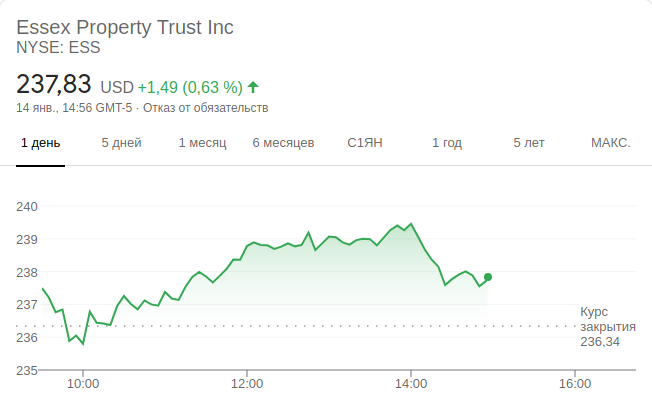 Essex Property Trust Inc
NYSE: ESS
237,83 USD +1,49 (0,63 %)
14 янв., 14:56 GMT-5 · Отказ от обязательств
1 день 5 дней 1 месяц 6 месяцев С1ЯН 1 год 5 лет МАКС.
240
239
238
237
236
235
Курс
закрытия
236,34
10:00 12:00 14:00 16:00